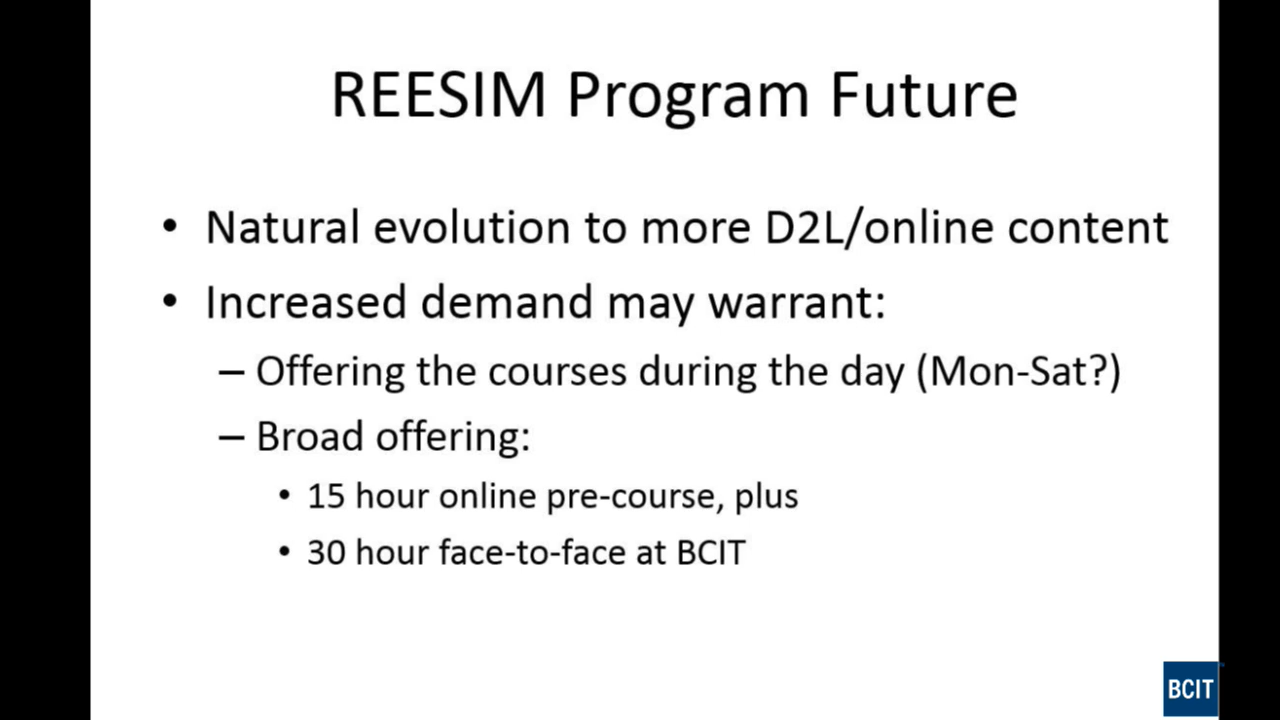 REESIM Program Future
• Natural evolution to more D2L/online content
• Increased demand may warrant:
– Offering the courses during the day (Mon-Sat?)
– Broad offering:
• 15 hour online pre-course, plus
• 30 hour face-to-face at BCIT
BCIT